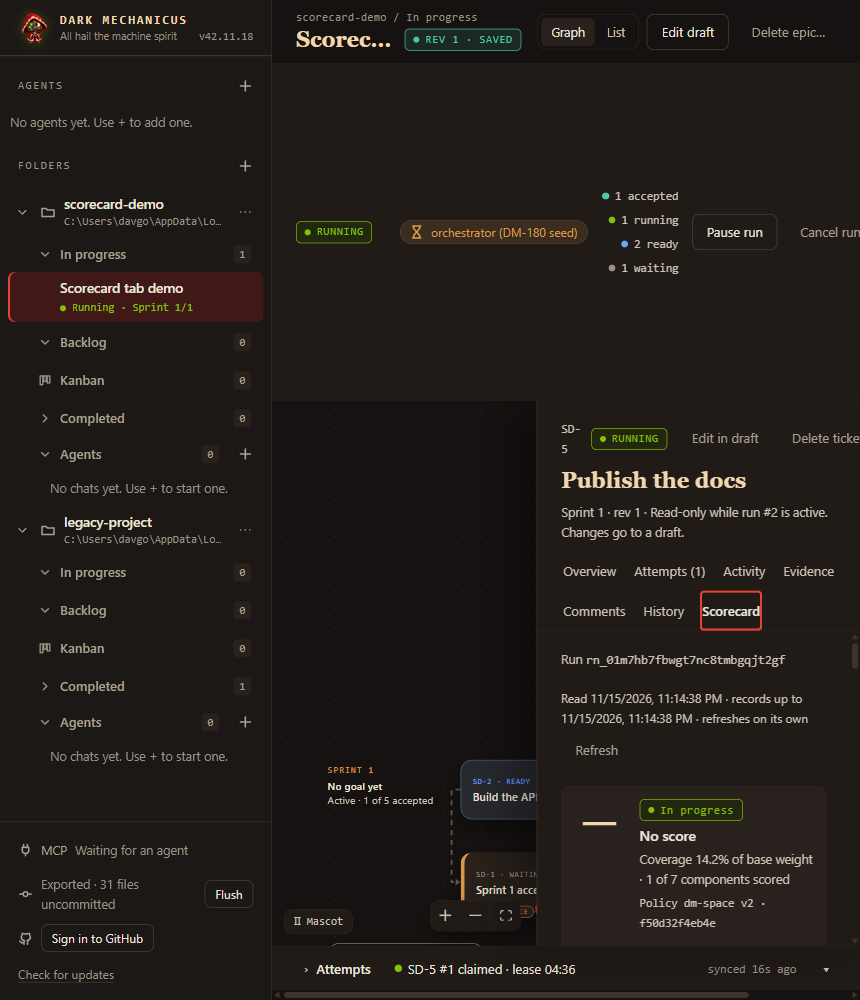 DARK MECHANICUS
All hail the machine spirit v42.11.18
AGENTS
No agents yet. Use + to add one.
FOLDERS
scorecard-demo
C:\Users\davgo\AppData\Lo…
In progress 1
Scorecard tab demo
Running · Sprint 1/1
Backlog 0
Kanban 0
Completed 0
Agents 0
No chats yet. Use + to start one.
legacy-project
C:\Users\davgo\AppData\Lo…
In progress 0
Backlog 0
Kanban 0
Completed 1
Agents 0
No chats yet. Use + to start one.
MCP Waiting for an agent
Exported · 31 files
uncommitted
Flush
Sign in to GitHub
Check for updates
scorecard-demo / In progress
Scorec… REV 1 · SAVED
Graph List Edit draft Delete epic…
RUNNING
orchestrator (DM-180 seed)
1 accepted
1 running
2 ready
1 waiting
Pause run
Cancel run
SD-
5
RUNNING
Edit in draft
Delete ticke
Publish the docs
Sprint 1 · rev 1 · Read-only while run #2 is active.
Changes go to a draft.
Overview Attempts (1) Activity Evidence
Comments History Scorecard
Run rn_01m7hb7fbwgt7nc8tmbgqjt2gf
Read 11/15/2026, 11:14:38 PM · records up to
11/15/2026, 11:14:38 PM · refreshes on its own
Refresh
In progress
No score
Coverage 14.2% of base weight
· 1 of 7 components scored
Policy dm-space v2 ·
f50d32f4eb4e
SPRINT 1
No goal yet
Active · 1 of 5 accepted
SD-2 · READY
Build the API
SD-1 · WAITIN
Sprint 1 acce
Mascot
Attempts
SD-5 #1 claimed · lease 04:36
synced 16s ago